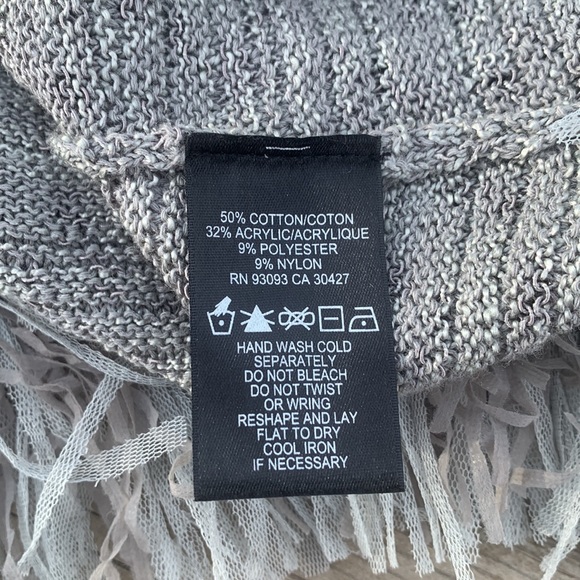 50% COTTON/COTON
32% ACRYLIC/ACRYLIQUE
9% POLYESTER
9% NYLON
RN 93093 CA 30427
HAND WASH COLD
SEPARATELY
DO NOT BLEACH
DO NOT TWIST
OR WRING
RESHAPE AND LAY
FLAT TO DRY
COOL IRON
IF NECESSARY